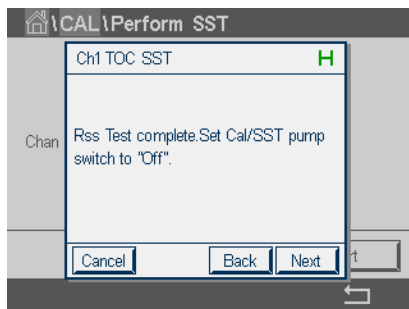 \CAL\Perform SST
Ch1 TOC SST H
Chan
Rss Test complete.Set Cal/SST pump
switch to "Off".
Cancel Back Next
rt